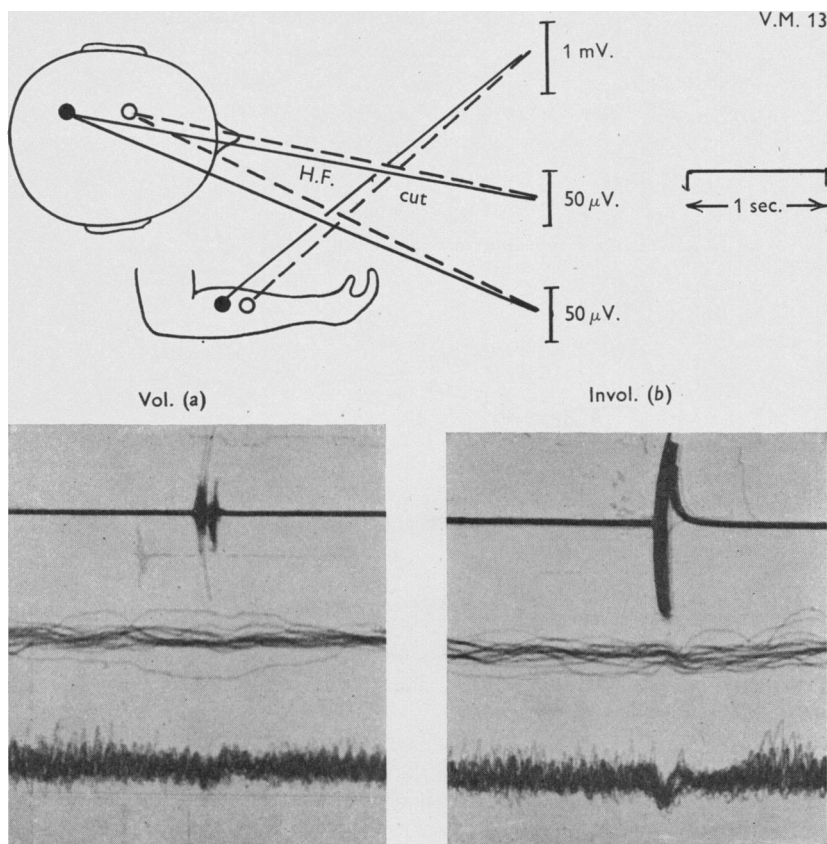 V.M. 13
1 mV.
H.F.
cut
50 μV.
1 sec.
50 μV.
Vol. (a)
Invol. (b)